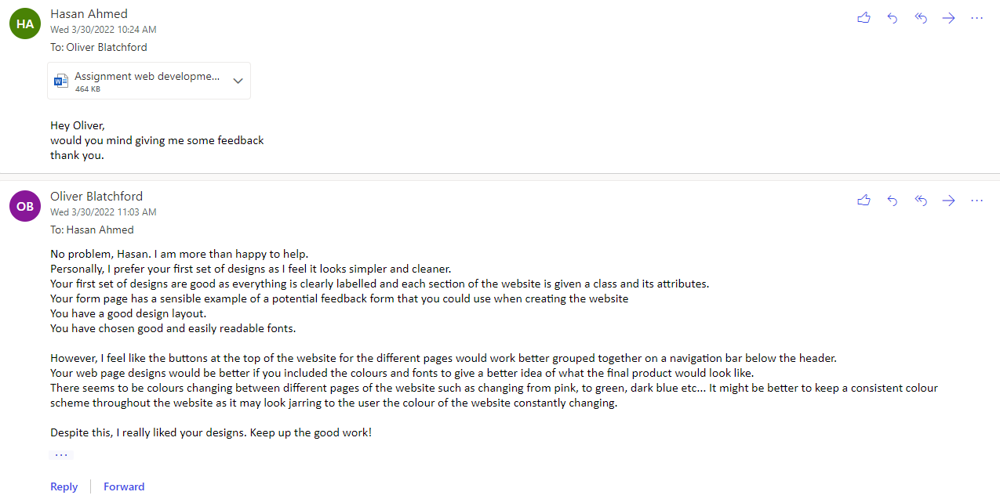 HA
Hasan Ahmed
Wed 3/30/2022 10:24 AM
To: Oliver Blatchford
Assignment web developme...
464 KB
Hey Oliver,
would you mind giving me some feedback
thank you.
OB
Oliver Blatchford
Wed 3/30/2022 11:03 AM
To: Hasan Ahmed
No problem, Hasan. I am more than happy to help.
Personally, I prefer your first set of designs as I feel it looks simpler and cleaner.
Your first set of designs are good as everything is clearly labelled and each section of the website is given a class and its attributes.
Your form page has a sensible example of a potential feedback form that you could use when creating the website
You have a good design layout.
You have chosen good and easily readable fonts.
However, I feel like the buttons at the top of the website for the different pages would work better grouped together on a navigation bar below the header.
Your web page designs would be better if you included the colours and fonts to give a better idea of what the final product would look like.
There seems to be colours changing between different pages of the website such as changing from pink, to green, dark blue etc... It might be better to keep a consistent colour
scheme throughout the website as it may look jarring to the user the colour of the website constantly changing.
Despite this, I really liked your designs. Keep up the good work!
...
Reply
Forward